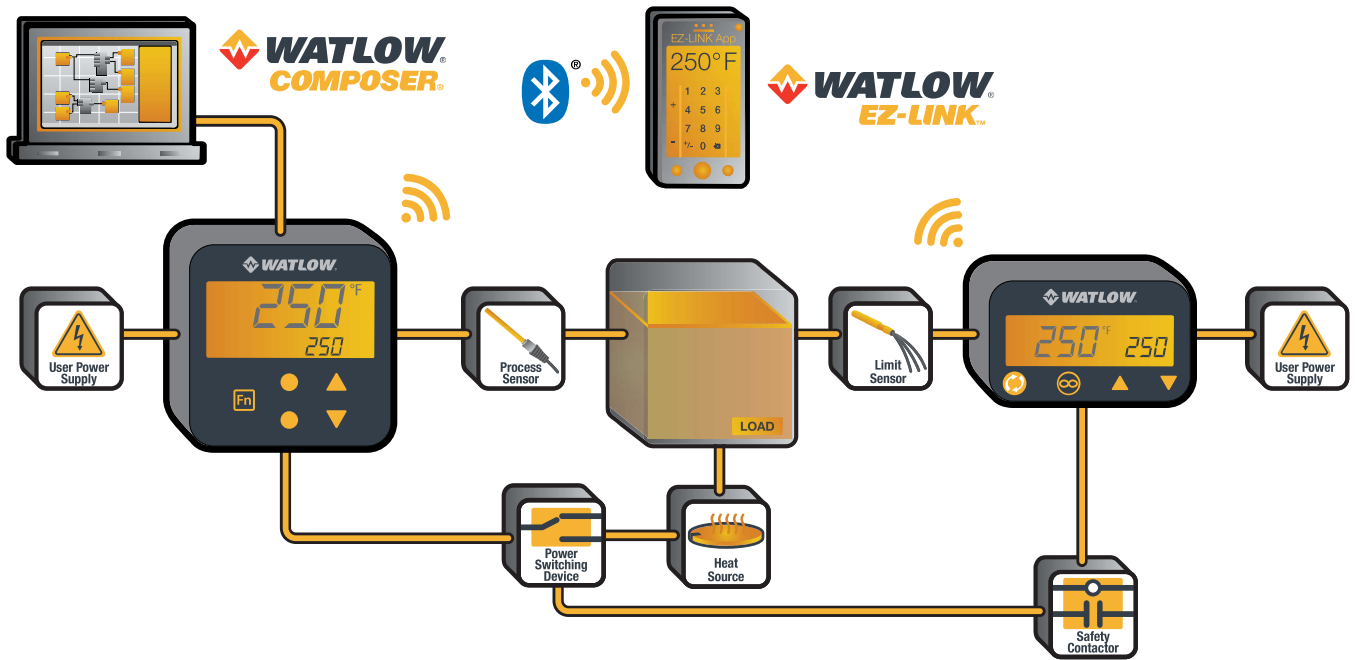 WATLOW®
COMPOSER®
®
EZ-LINK App
250°F
1 2 3
+
4 5 6
7 8 9
-
+/- 0
WATLOW®
EZ-LINK™
WATLOW®
250 °F
250
Fn
User Power
Supply
Process
Sensor
LOAD
Limit
Sensor
WATLOW®
250 °F 250
User Power
Supply
Power
Switching
Device
Heat
Source
Safety
Contactor